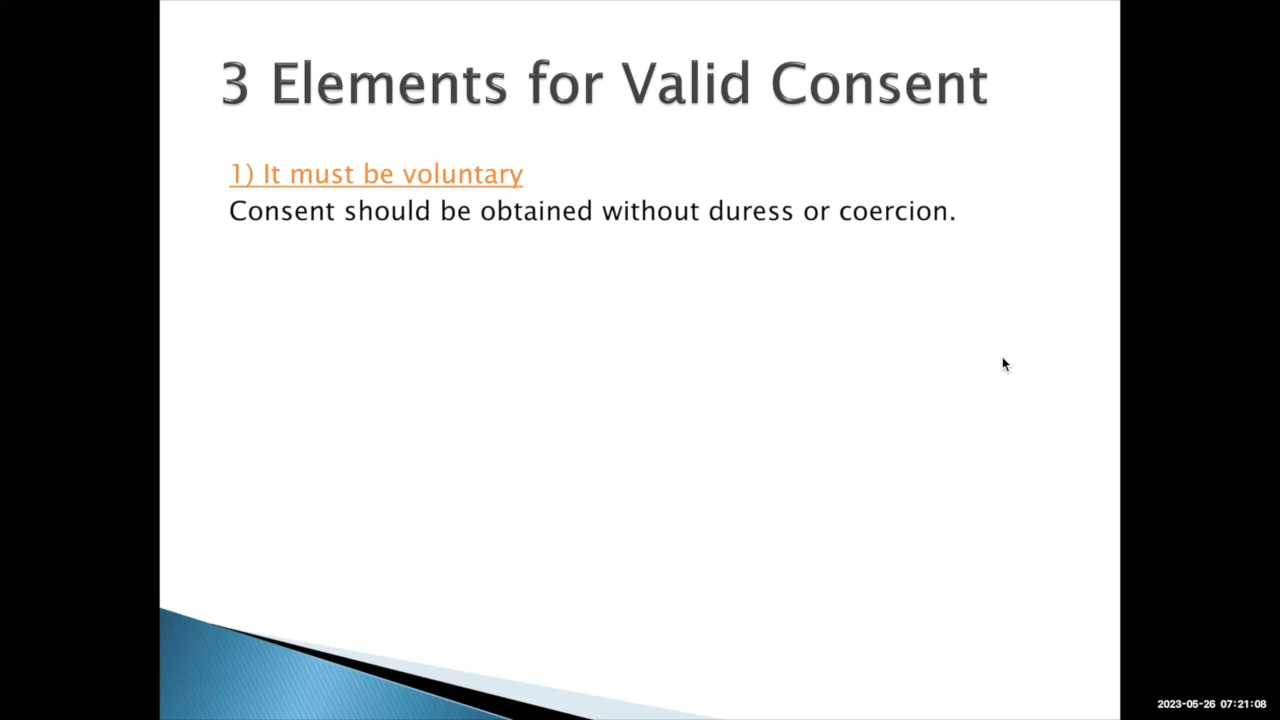 3 Elements for Valid Consent
1) It must be voluntary
Consent should be obtained without duress or coercion.
2023-05-26 07:21:08